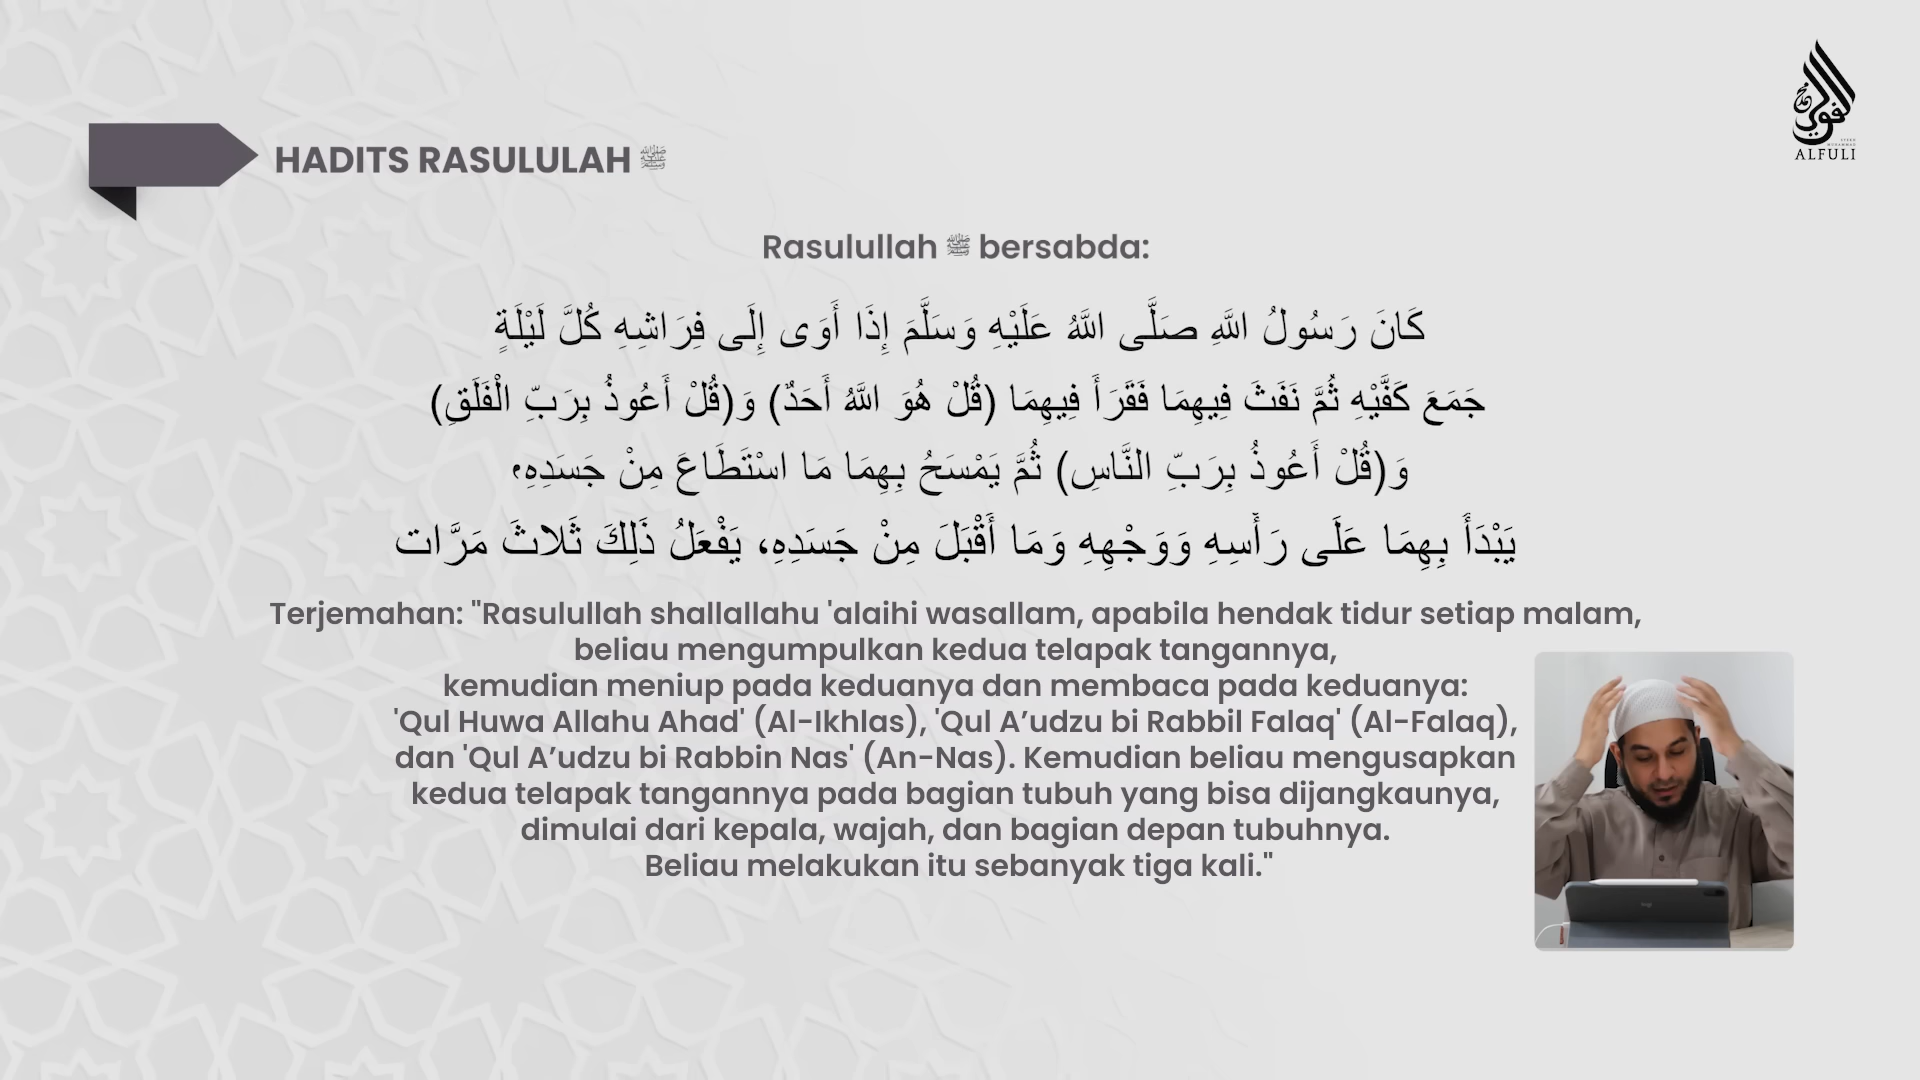 ALFULI
HADITS RASULULAH ﷺ
Rasulullah ﷺ bersabda:
كَانَ رَسُولُ اللَّهِ صَلَّى اللَّهُ عَلَيْهِ وَسَلَّمَ إِذَا أَوَى إِلَى فِرَاشِهِ كُلَّ لَيْلَةٍ
جَمَعَ كَفَّيْهِ ثُمَّ نَفَثَ فِيهِمَا فَقَرَأَ فِيهِمَا (قُلْ هُوَ اللَّهُ أَحَدٌ) وَ(قُلْ أَعُوذُ بِرَبِّ الْفَلَقِ)
وَ(قُلْ أَعُوذُ بِرَبِّ النَّاسِ) ثُمَّ يَمْسَحُ بِهِمَا مَا اسْتَطَاعَ مِنْ جَسَدِهِ،
يَبْدَأُ بِهِمَا عَلَى رَأْسِهِ وَوَجْهِهِ وَمَا أَقْبَلَ مِنْ جَسَدِهِ، يَفْعَلُ ذَلِكَ ثَلاثَ مَرَّات
Terjemahan: "Rasulullah shallallahu 'alaihi wasallam, apabila hendak tidur setiap malam,
beliau mengumpulkan kedua telapak tangannya,
kemudian meniup pada keduanya dan membaca pada keduanya:
'Qul Huwa Allahu Ahad' (Al-Ikhlas), 'Qul A’udzu bi Rabbil Falaq' (Al-Falaq),
dan 'Qul A’udzu bi Rabbin Nas' (An-Nas). Kemudian beliau mengusapkan
kedua telapak tangannya pada bagian tubuh yang bisa dijangkaunya,
dimulai dari kepala, wajah, dan bagian depan tubuhnya.
Beliau melakukan itu sebanyak tiga kali."